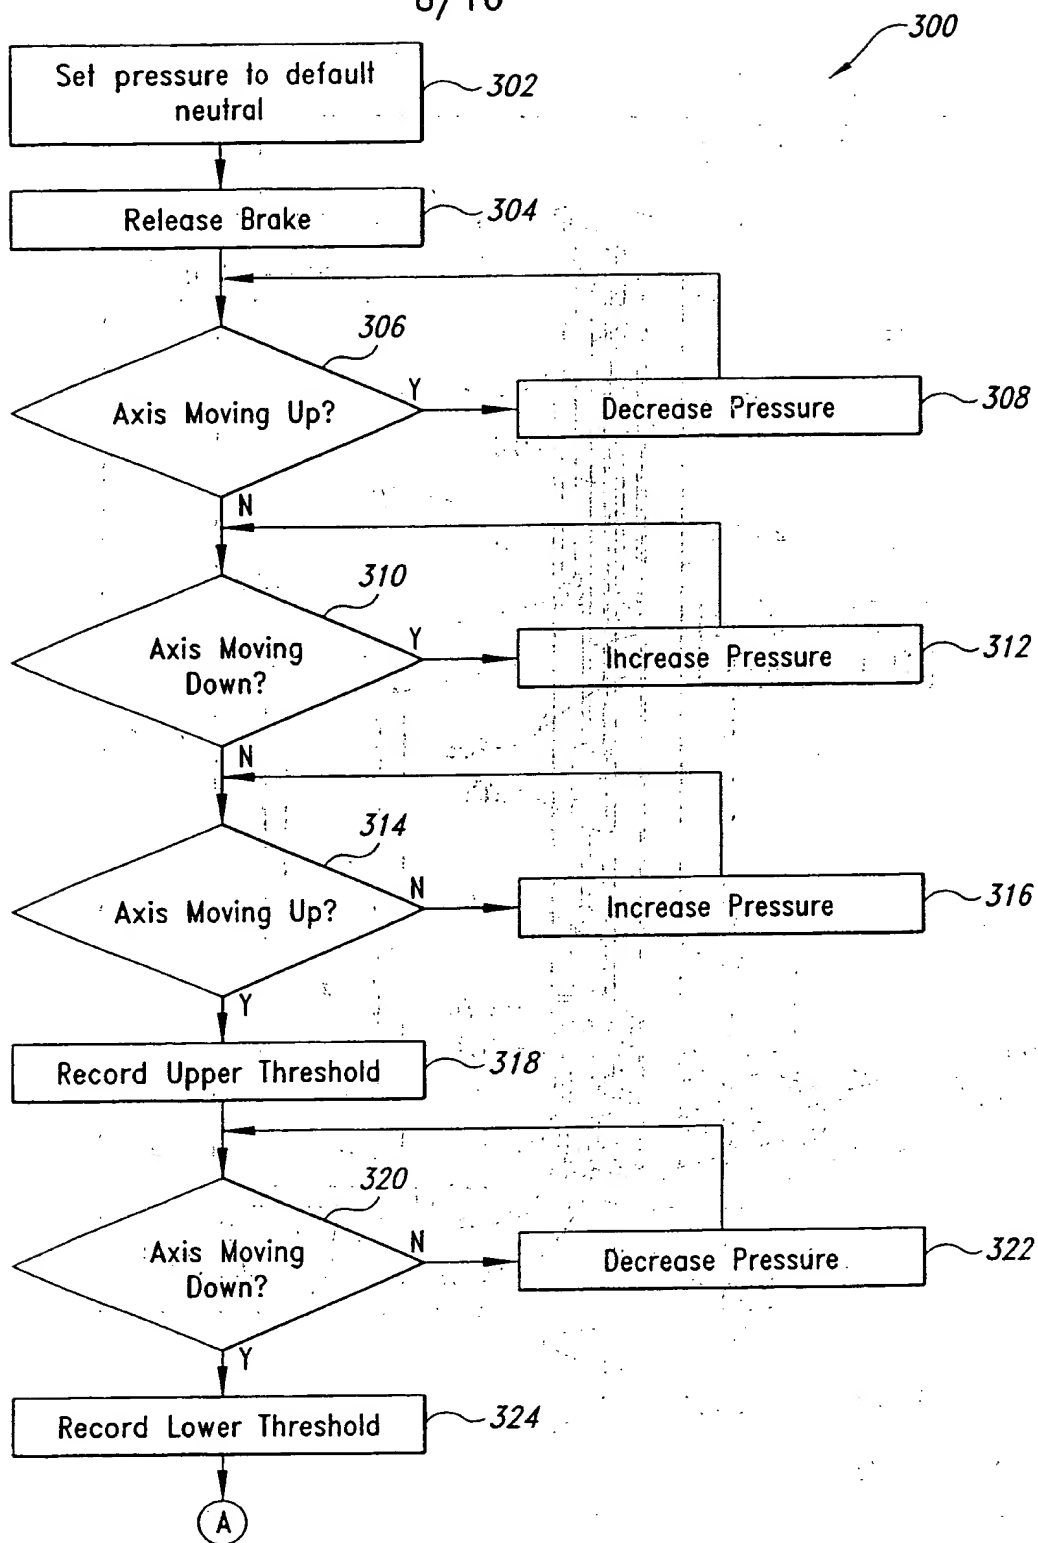 300
Set pressure to default
neutral
302
Release Brake
304
306
Axis Moving Up?
Y
Decrease Pressure
308
N
310
Axis Moving
Down?
Y
Increase Pressure
312
N
314
Axis Moving Up?
N
Increase Pressure
316
Y
Record Upper Threshold
318
320
Axis Moving
Down?
N
Decrease Pressure
322
Y
Record Lower Threshold
324
A